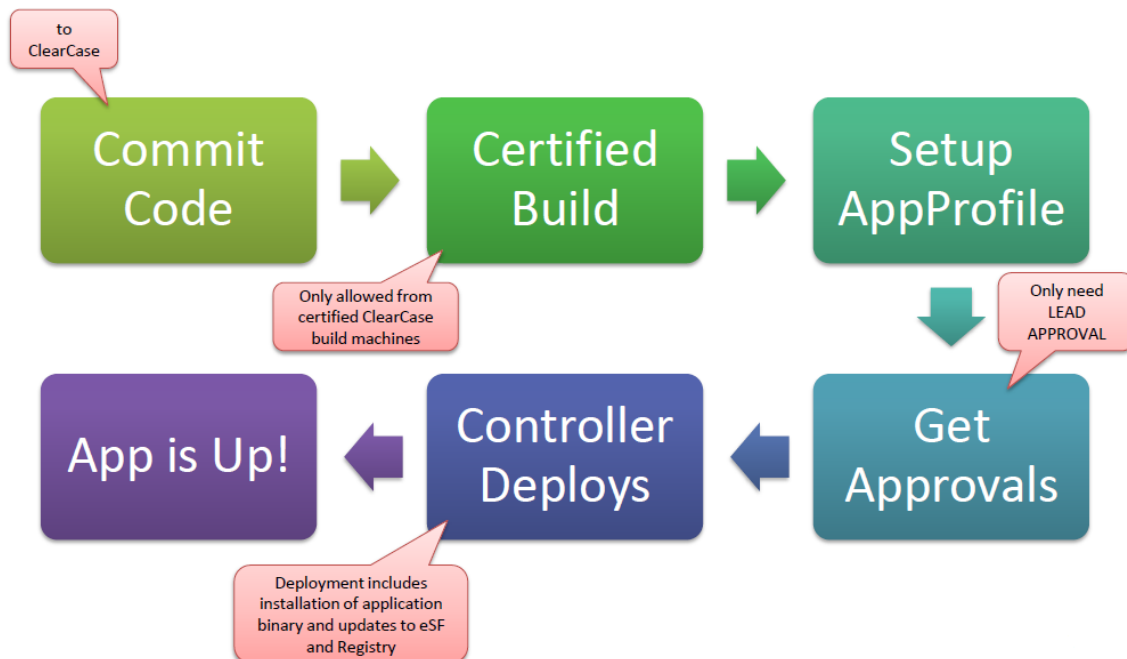 to
ClearCase
Commit
Code
Certified
Build
Setup
AppProfile
Only allowed from
certified ClearCase
build machines
Only need
LEAD
APPROVAL
App is Up!
Controller
Deploys
Get
Approvals
Deployment includes
installation of application
binary and updates to eSF
and Registry